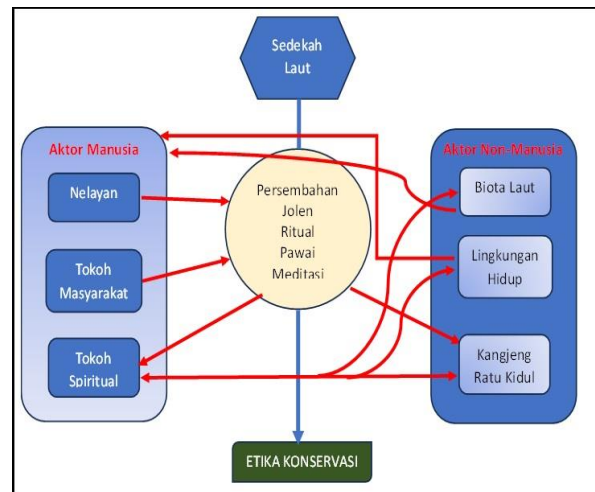 Sedekah
Laut
Aktor Manusia
Nelayan
Tokoh
Masyarakat
Tokoh
Spiritual
Persembahan
Jolen
Ritual
Pawai
Meditasi
Aktor Non-Manusia
Biota Laut
Lingkungan
Hidup
Kangjeng
Ratu Kidul
ETIKA KONSERVASI